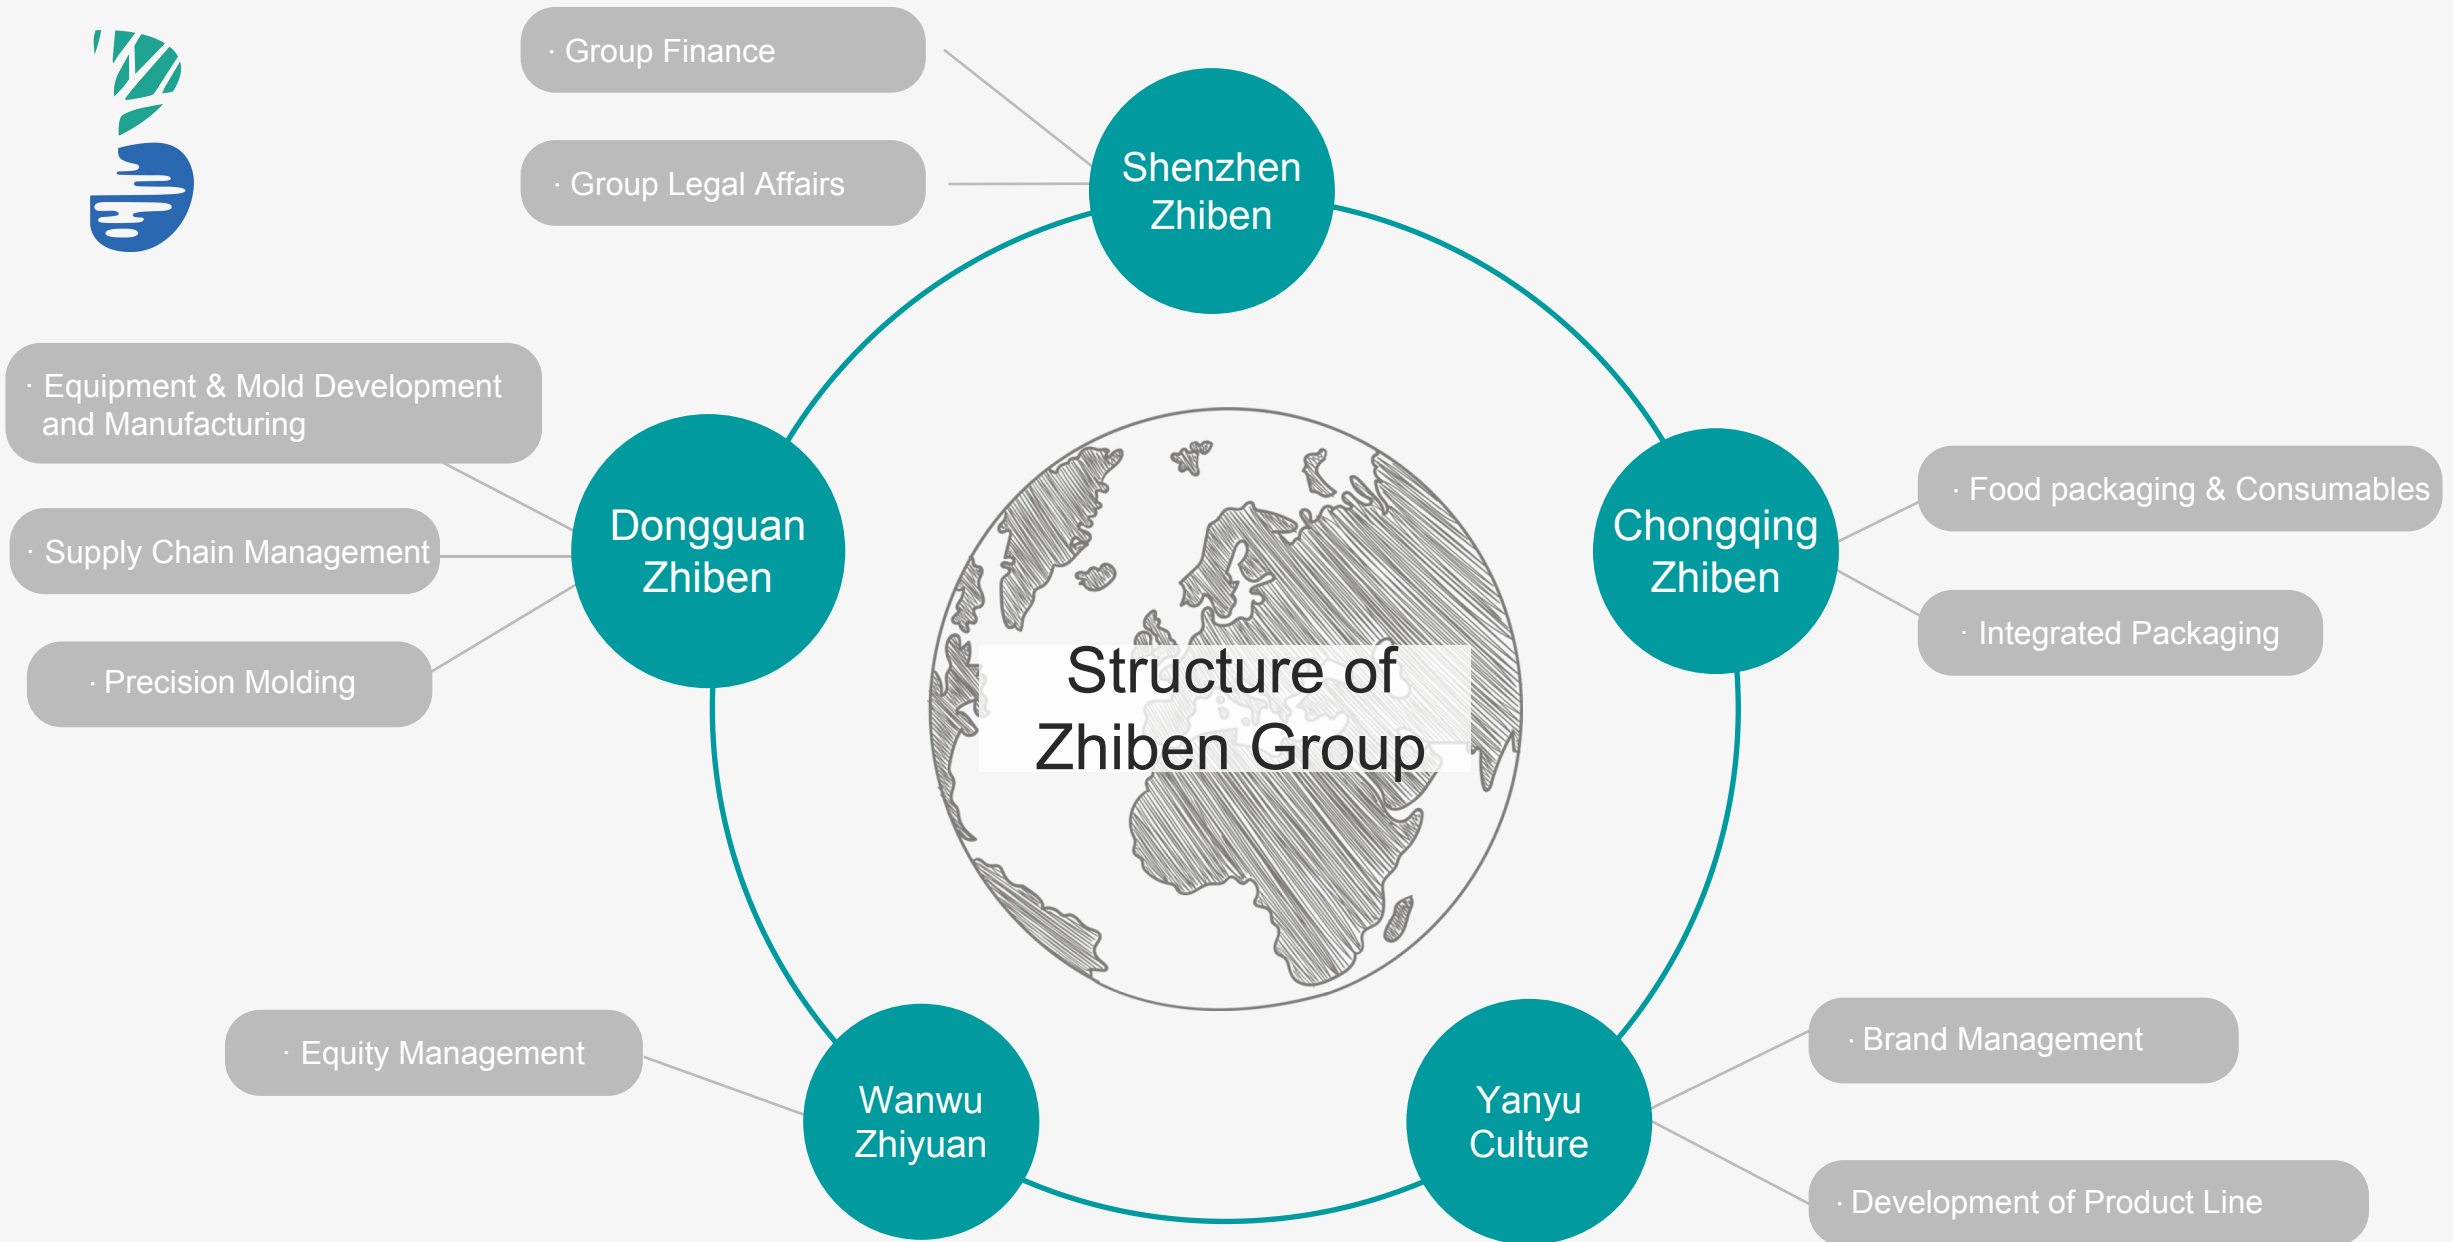 · Group Finance
· Group Legal Affairs
Shenzhen
Zhiben
· Equipment & Mold Development
and Manufacturing
· Supply Chain Management
· Precision Molding
Dongguan
Zhiben
Chongqing
Zhiben
· Food packaging & Consumables
· Integrated Packaging
Structure of
Zhiben Group
· Equity Management
Wanwu
Zhiyuan
Yanyu
Culture
· Brand Management
· Development of Product Line